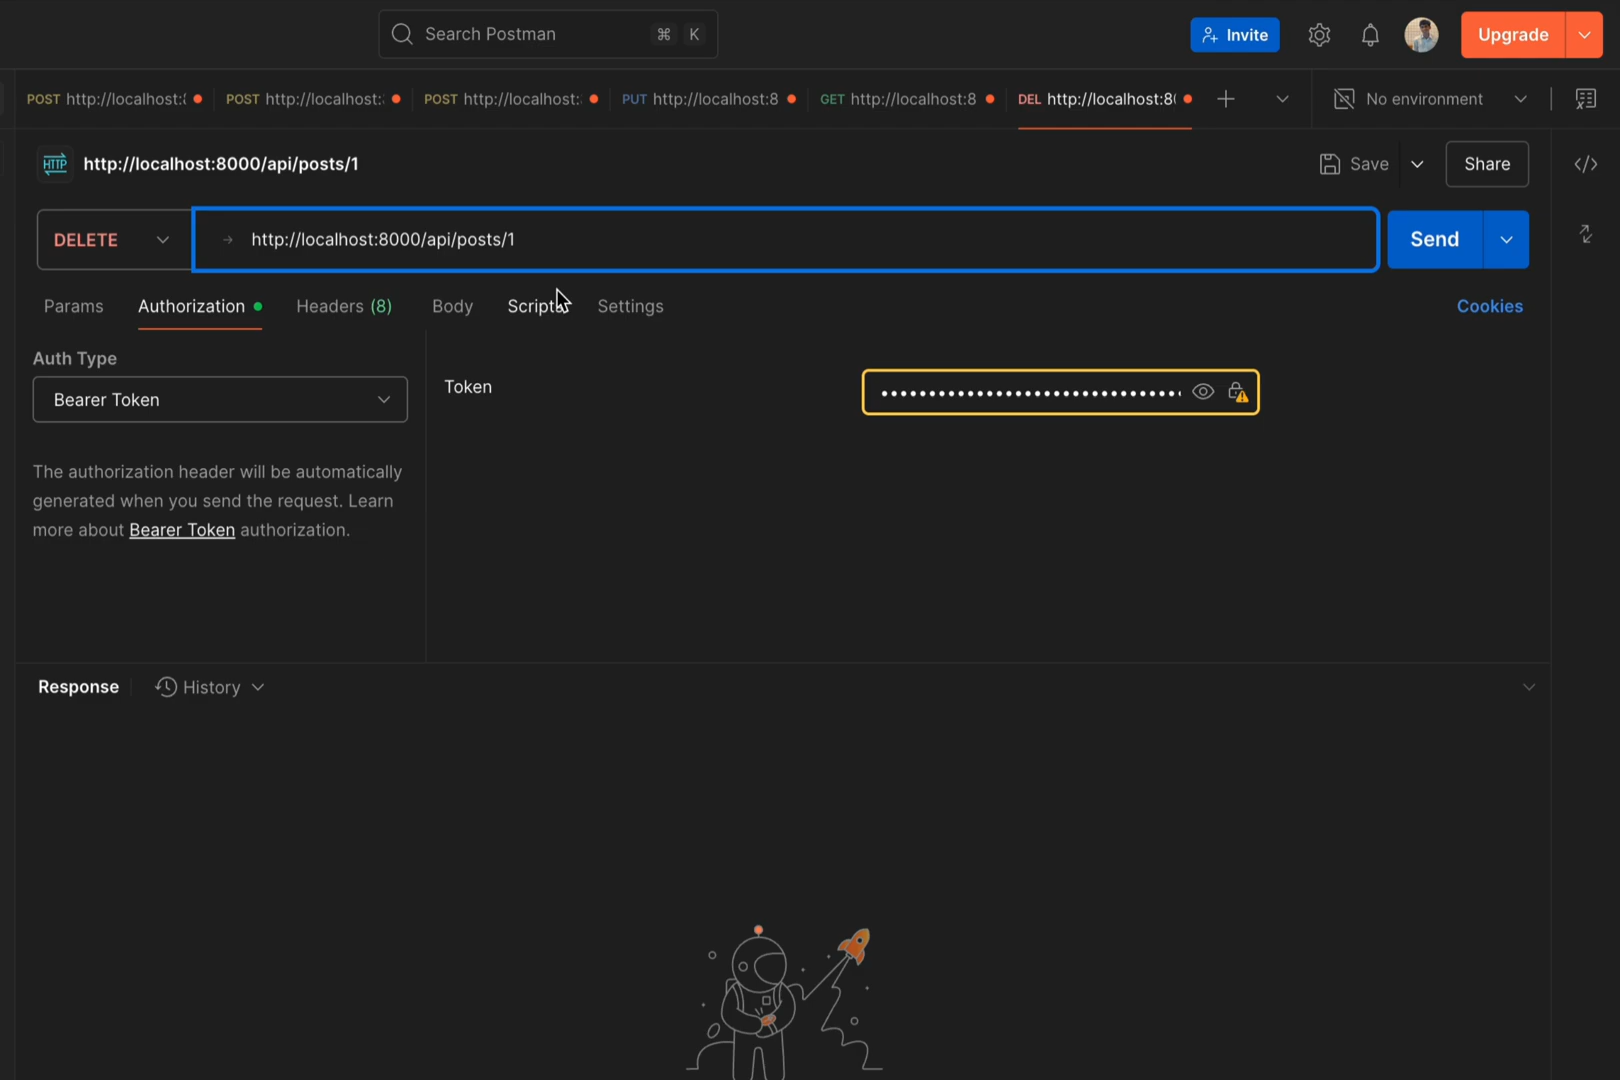 Search Postman ⌘ K
Invite
Upgrade
POST http://localhost:
POST http://localhost:
POST http://localhost:
PUT http://localhost:8
GET http://localhost:8
DEL http://localhost:8
No environment
HTTP http://localhost:8000/api/posts/1
Save
Share
</>
DELETE
http://localhost:8000/api/posts/1
Send
Params
Authorization
Headers (8)
Body
Scripts
Settings
Cookies
Auth Type
Bearer Token
Token
The authorization header will be automatically
generated when you send the request. Learn
more about Bearer Token authorization.
Response
History